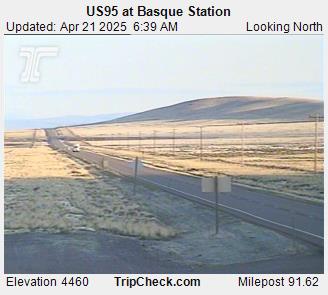 US95 at Basque Station
Updated: Apr 21 2025 6:39 AM Looking North
Elevation 4460 TripCheck.com Milepost 91.62